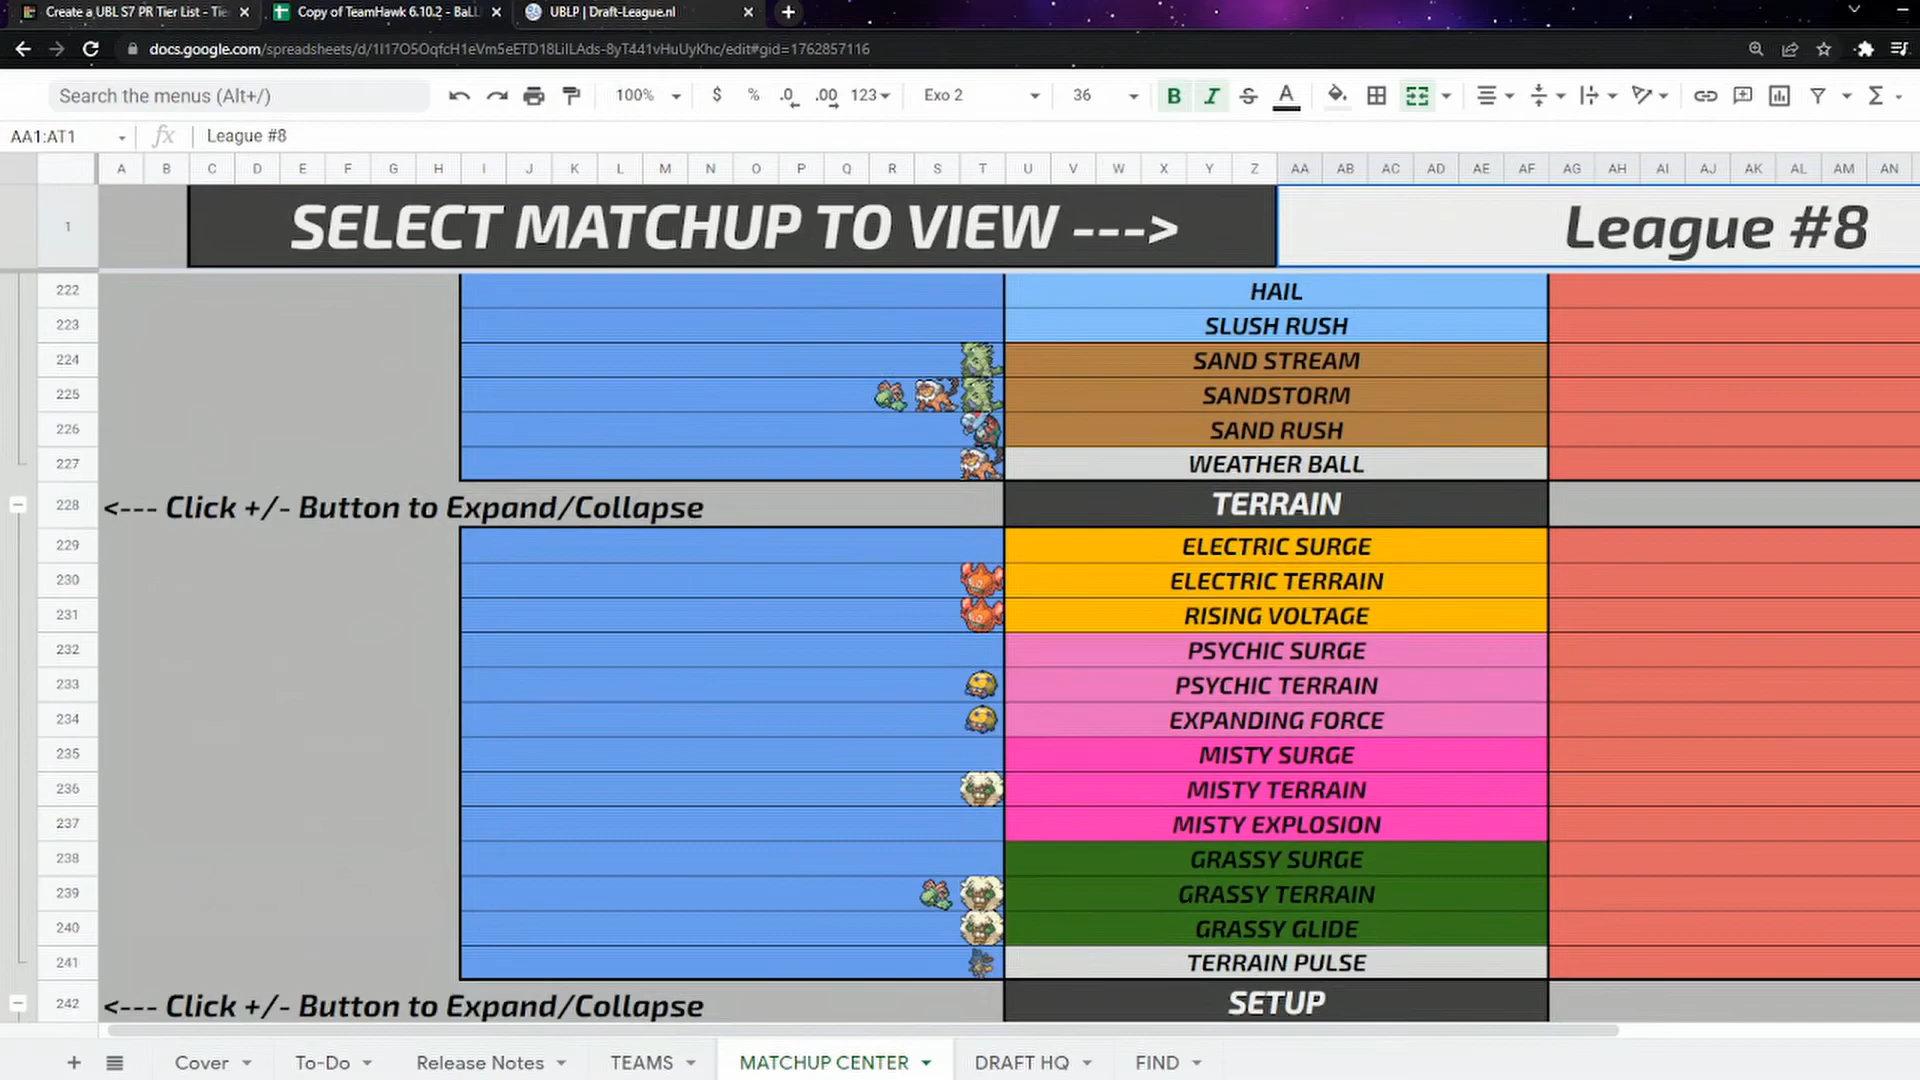 Create a UBL S7 PR Tier List - Tie
Copy of TeamHawk 6.10.2 - BaLL
UBLP | Draft-League.nl
docs.google.com/spreadsheets/d/1I17O5OqfcH1eVm5eETD18LiILAds-8yT441vHuUyKhc/edit#gid=1762857116
Search the menus (Alt+/)
100% $ % .0 .00 123 Exo 2 36 B I S A
AA1:AT1 fx League #8
A B C D E F G H I J K L M N O P Q R S T U V W X Y Z AA AB AC AD AE AF AG AH AI AJ AK AL AM AN
1 SELECT MATCHUP TO VIEW ---> League #8
222 HAIL
223 SLUSH RUSH
224 SAND STREAM
225 SANDSTORM
226 SAND RUSH
227 WEATHER BALL
228 <--- Click +/- Button to Expand/Collapse TERRAIN
229 ELECTRIC SURGE
230 ELECTRIC TERRAIN
231 RISING VOLTAGE
232 PSYCHIC SURGE
233 PSYCHIC TERRAIN
234 EXPANDING FORCE
235 MISTY SURGE
236 MISTY TERRAIN
237 MISTY EXPLOSION
238 GRASSY SURGE
239 GRASSY TERRAIN
240 GRASSY GLIDE
241 TERRAIN PULSE
242 <--- Click +/- Button to Expand/Collapse SETUP
Cover To-Do Release Notes TEAMS MATCHUP CENTER DRAFT HQ FIND